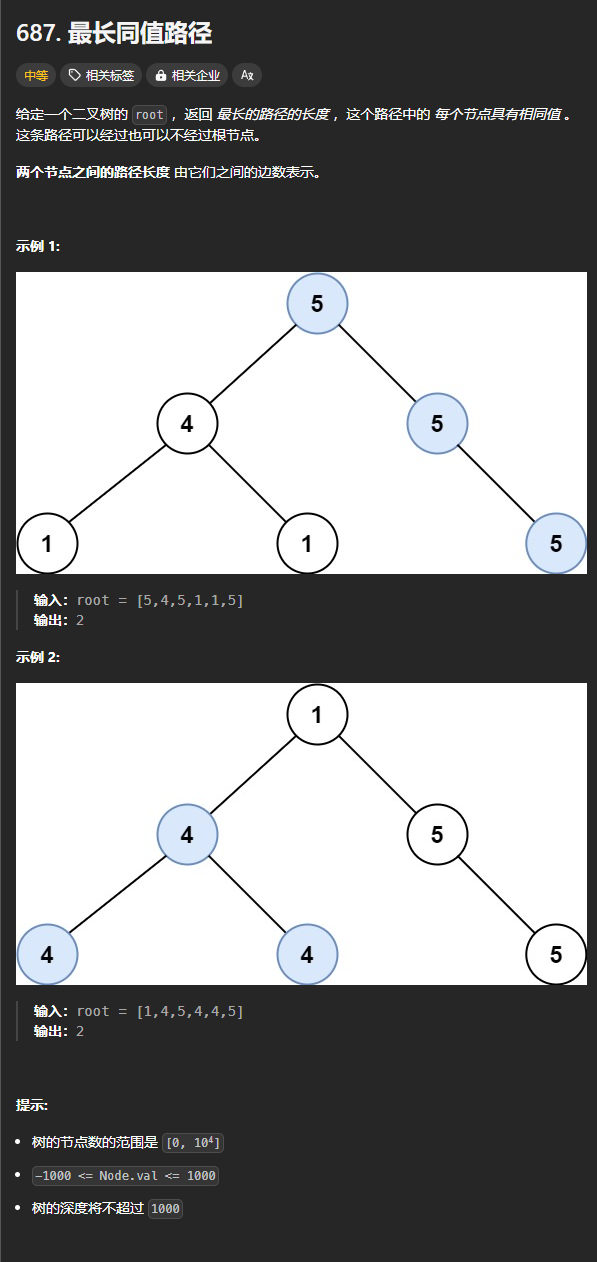 687. 最长同值路径
中等 相关标签 相关企业 Aあ
给定一个二叉树的 root ，返回 最长的路径的长度 ，这个路径中的 每个节点具有相同值 。
这条路径可以经过也可以不经过根节点。
两个节点之间的路径长度 由它们之间的边数表示。
示例 1:
5
4 5
1 1 5
输入：root = [5,4,5,1,1,5]
输出：2
示例 2:
1
4 5
4 4 5
输入：root = [1,4,5,4,4,5]
输出：2
提示:
• 树的节点数的范围是 [0, 10⁴]
• -1000 <= Node.val <= 1000
• 树的深度将不超过 1000